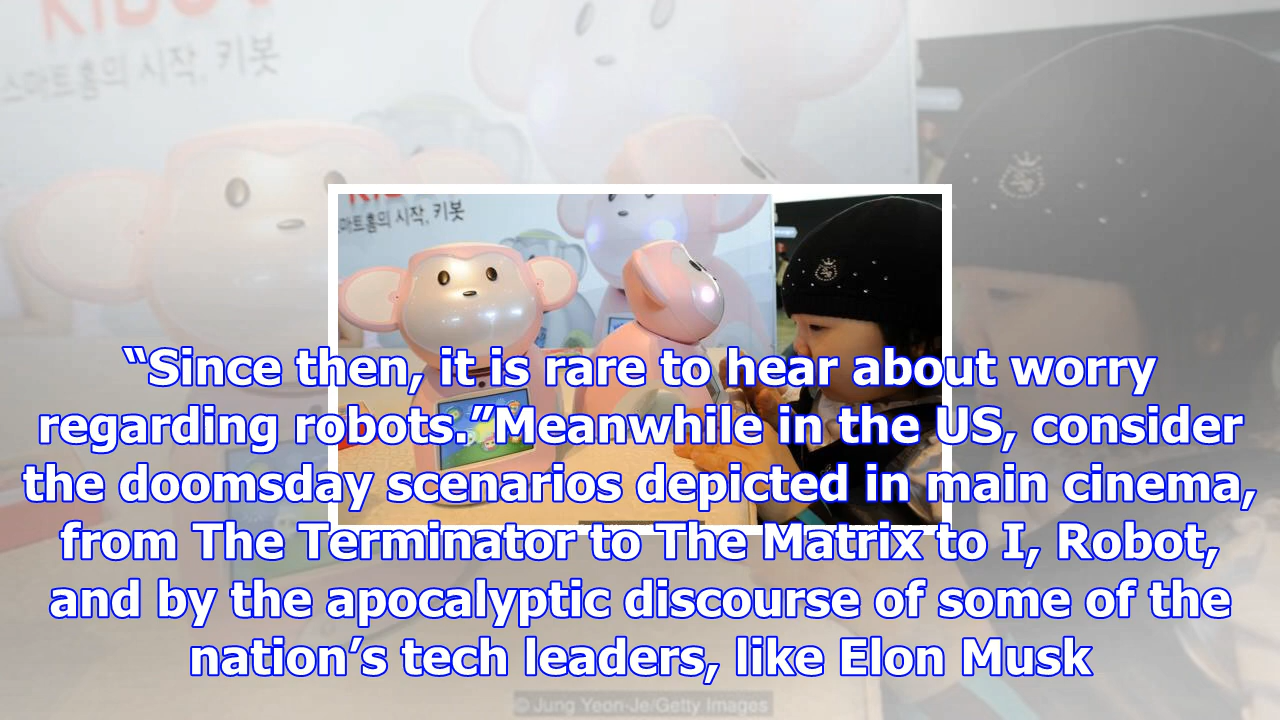 KIBOT
스마트홈의 시작, 키봇
마트홈의 시작, 키봇
“Since then, it is rare to hear about worry
regarding robots.”Meanwhile in the US, consider
the doomsday scenarios depicted in main cinema,
from The Terminator to The Matrix to I, Robot,
and by the apocalyptic discourse of some of the
nation’s tech leaders, like Elon Musk
© Jung Yeon-Je/Getty Images